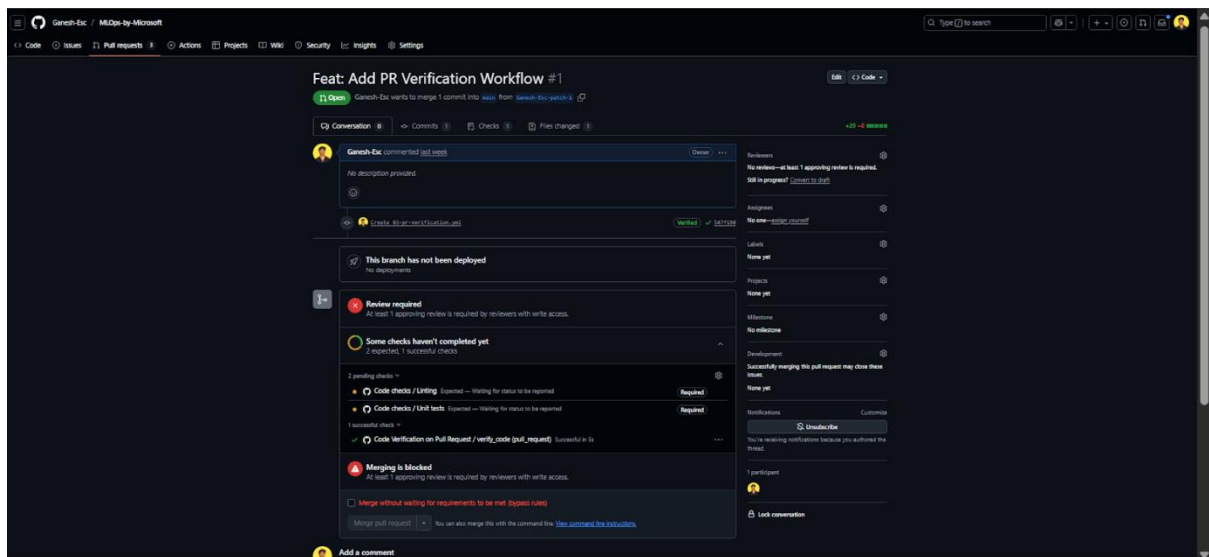 Ganesh-Esc / MLOps-by-Microsoft
Type / to search
Code Issues Pull requests 3 Actions Projects Wiki Security Insights Settings
Feat: Add PR Verification Workflow #1
Edit Code
Open Ganesh-Esc wants to merge 1 commit into main from Ganesh-Esc-patch-1
Conversation 0 Commits 1 Checks 1 Files changed 1
+20 −0
Ganesh-Esc commented last week
Owner
No description provided.
Create 03-pr-verification.yml
Verified
This branch has not been deployed
No deployments
Review required
At least 1 approving review is required by reviewers with write access.
Some checks haven't completed yet
2 expected, 1 successful checks
2 pending checks
Code checks / Linting Expected — Waiting for status to be reported Required
Code checks / Unit tests Expected — Waiting for status to be reported Required
1 successful check
Code Verification on Pull Request / verify_code (pull_request) Successful in 5s
Merging is blocked
At least 1 approving review is required by reviewers with write access.
Merge without waiting for requirements to be met (bypass rules)
Merge pull request You can also merge this with the command line. View command line instructions.
Add a comment
Reviewers
No reviews—at least 1 approving review is required.
Still in progress? Convert to draft
Assignees
No one—assign yourself
Labels
None yet
Projects
None yet
Milestone
No milestone
Development
Successfully merging this pull request may close these
issues.
None yet
Notifications Customize
Unsubscribe
You're receiving notifications because you authored the
thread.
1 participant
Lock conversation